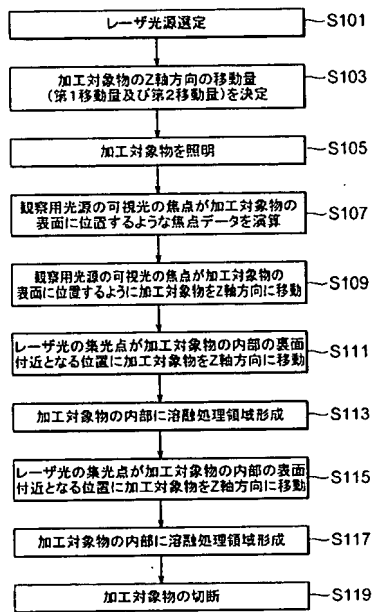 レーザ光源選定
S101
加工対象物のZ軸方向の移動量
(第1移動量及び第2移動量)を決定
S103
加工対象物を照明
S105
観察用光源の可視光の焦点が加工対象物の
表面に位置するような焦点データを演算
S107
観察用光源の可視光の焦点が加工対象物の
表面に位置するように加工対象物をZ軸方向に移動
S109
レーザ光の集光点が加工対象物の内部の裏面
付近となる位置に加工対象物をZ軸方向に移動
S111
加工対象物の内部に溶融処理領域形成
S113
レーザ光の集光点が加工対象物の内部の表面
付近となる位置に加工対象物をZ軸方向に移動
S115
加工対象物の内部に溶融処理領域形成
S117
加工対象物の切断
S119